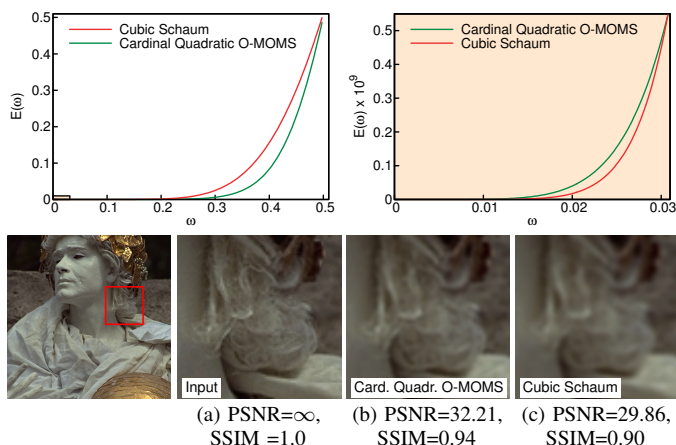 Cubic Schaum
Cardinal Quadratic O-MOMS
E(ω)
0.5
0.4
0.3
0.2
0.1
0
0
0.1
0.2
0.3
0.4
0.5
ω
Cardinal Quadratic O-MOMS
Cubic Schaum
E(ω) x 10⁹
0.5
0.4
0.3
0.2
0.1
0
0
0.01
0.02
0.03
ω
Input
Card. Quadr. O-MOMS
Cubic Schaum
(a) PSNR=∞,
SSIM =1.0
(b) PSNR=32.21,
SSIM=0.94
(c) PSNR=29.86,
SSIM=0.90